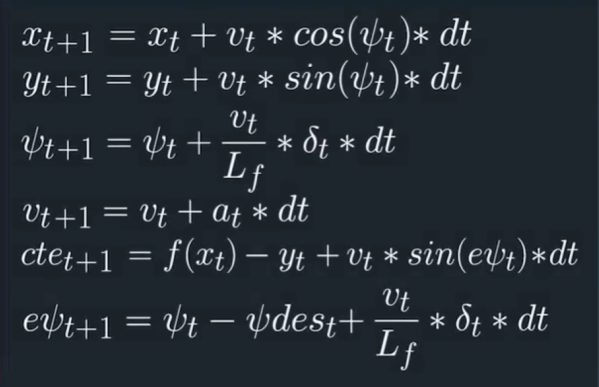 x_{t+1} = x_t + v_t * cos(ψ_t) * dt
y_{t+1} = y_t + v_t * sin(ψ_t) * dt
ψ_{t+1} = ψ_t + \frac{v_t}{L_f} * δ_t * dt
v_{t+1} = v_t + a_t * dt
cte_{t+1} = f(x_t) − y_t + v_t * sin(eψ_t) * dt
eψ_{t+1} = ψ_t − ψdes_t + \frac{v_t}{L_f} * δ_t * dt